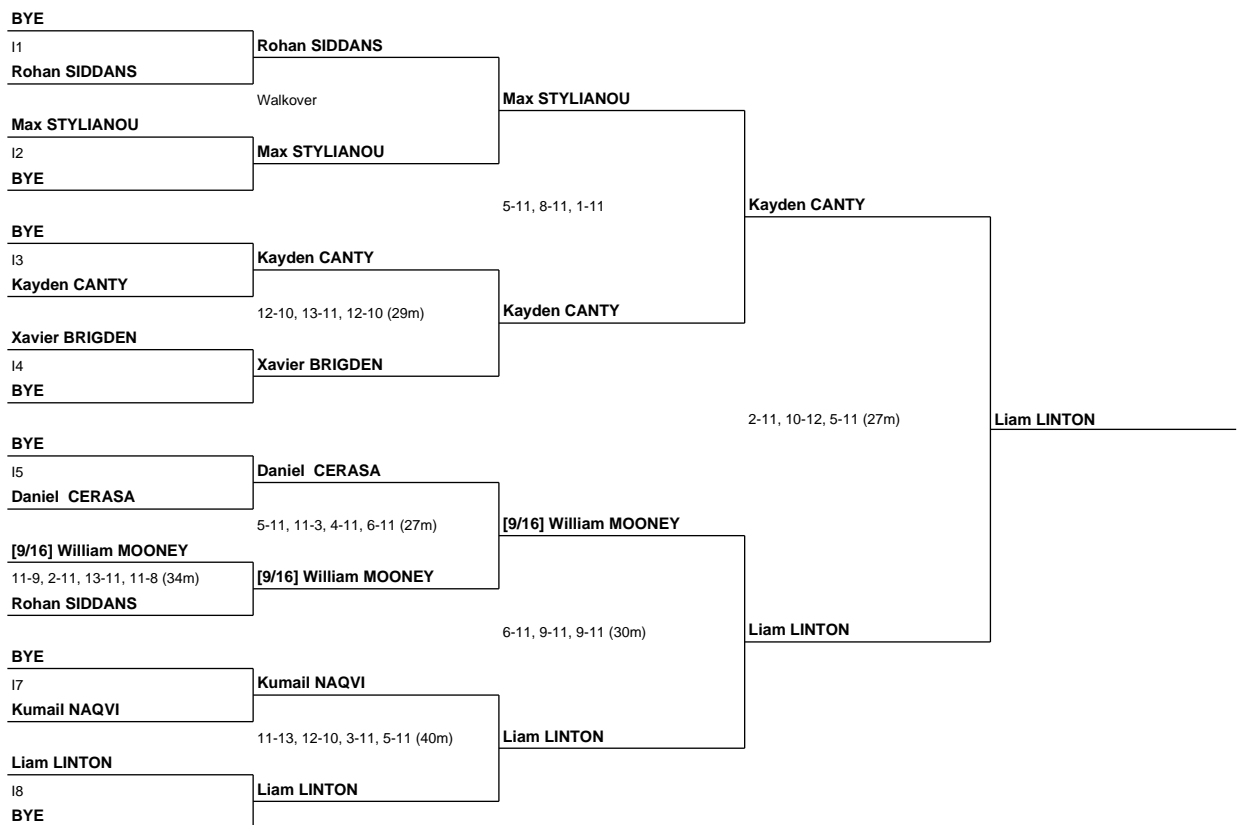 BYE
I1
Rohan SIDDANS
Rohan SIDDANS
Walkover
Max STYLIANOU
Max STYLIANOU
I2
Max STYLIANOU
BYE
5-11, 8-11, 1-11
Kayden CANTY
BYE
I3
Kayden CANTY
Kayden CANTY
12-10, 13-11, 12-10 (29m)
Kayden CANTY
Xavier BRIGDEN
I4
Xavier BRIGDEN
BYE
2-11, 10-12, 5-11 (27m)
Liam LINTON
BYE
I5
Daniel  CERASA
Daniel  CERASA
5-11, 11-3, 4-11, 6-11 (27m)
[9/16] William MOONEY
[9/16] William MOONEY
11-9, 2-11, 13-11, 11-8 (34m)
[9/16] William MOONEY
Rohan SIDDANS
6-11, 9-11, 9-11 (30m)
Liam LINTON
BYE
I7
Kumail NAQVI
Kumail NAQVI
11-13, 12-10, 3-11, 5-11 (40m)
Liam LINTON
Liam LINTON
I8
Liam LINTON
BYE